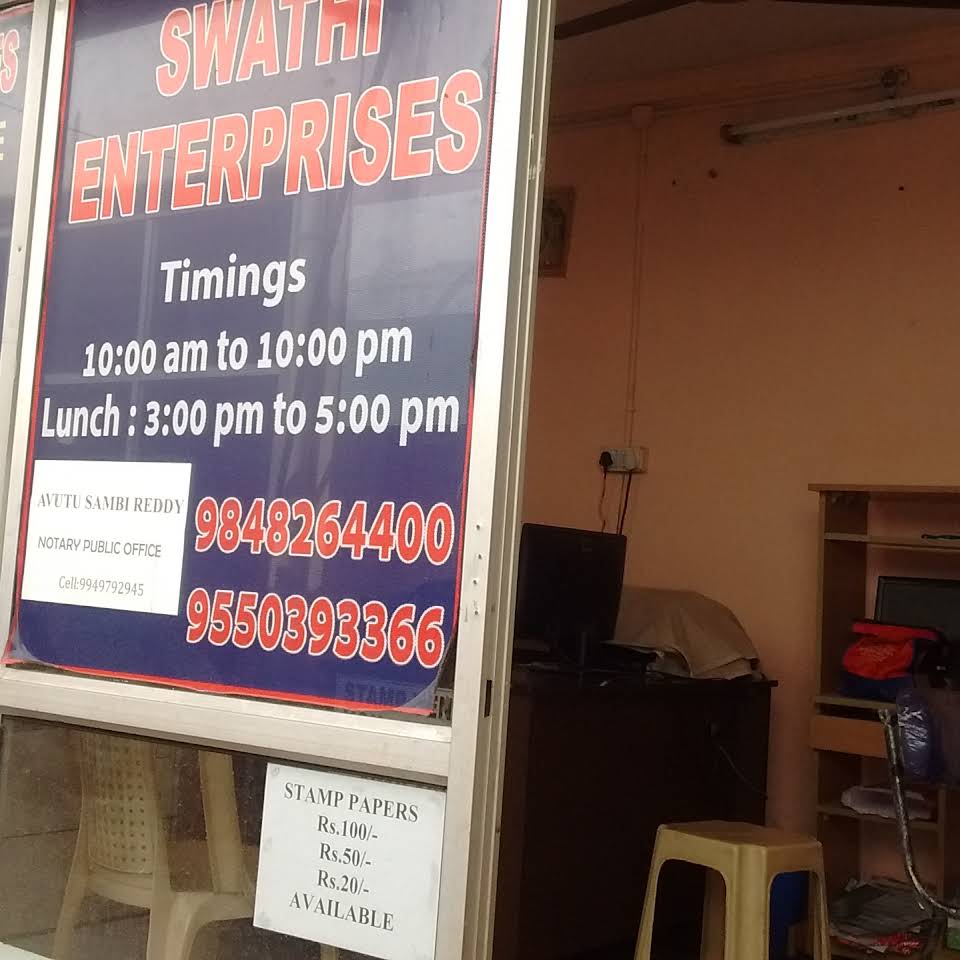 SWATHI
ENTERPRISES
Timings
10:00 am to 10:00 pm
Lunch : 3:00 pm to 5:00 pm
AVUTU SAMBI REDDY
NOTARY PUBLIC OFFICE
Cell:9949792945
9848264400
9550393366
STAMP PAPERS
Rs.100/-
Rs.50/-
Rs.20/-
AVAILABLE